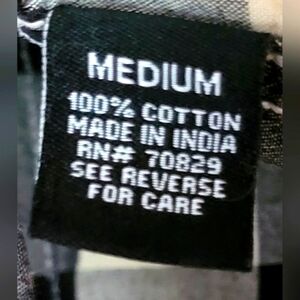 MEDIUM
100% COTTON
MADE IN INDIA
RN# 70829
SEE REVERSE
FOR CARE